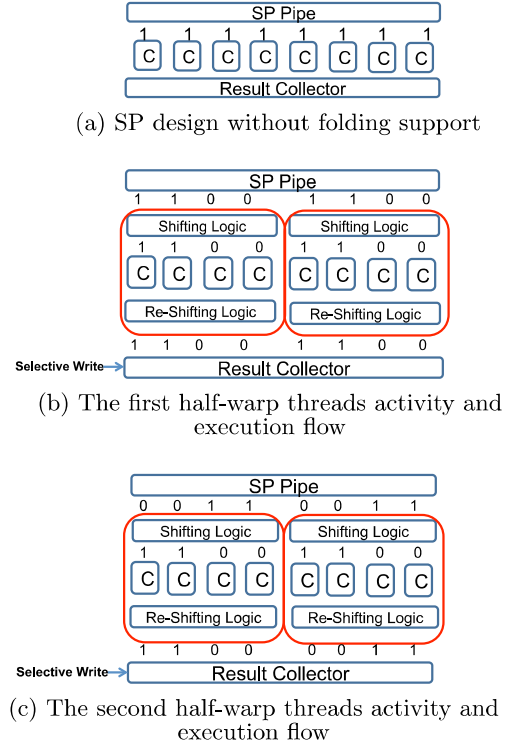 SP Pipe
1 1 1 1 1 1 1 1
C C C C C C C C
Result Collector
(a) SP design without folding support
SP Pipe
1 1 0 0 1 1 0 0
Shifting Logic Shifting Logic
1 1 0 0 1 1 0 0
C C C C C C C C
Re-Shifting Logic Re-Shifting Logic
1 1 0 0 1 1 0 0
Selective Write Result Collector
(b) The first half-warp threads activity and
execution flow
SP Pipe
0 0 1 1 0 0 1 1
Shifting Logic Shifting Logic
1 1 0 0 1 1 0 0
C C C C C C C C
Re-Shifting Logic Re-Shifting Logic
1 1 0 0 0 0 1 1
Selective Write Result Collector
(c) The second half-warp threads activity and
execution flow